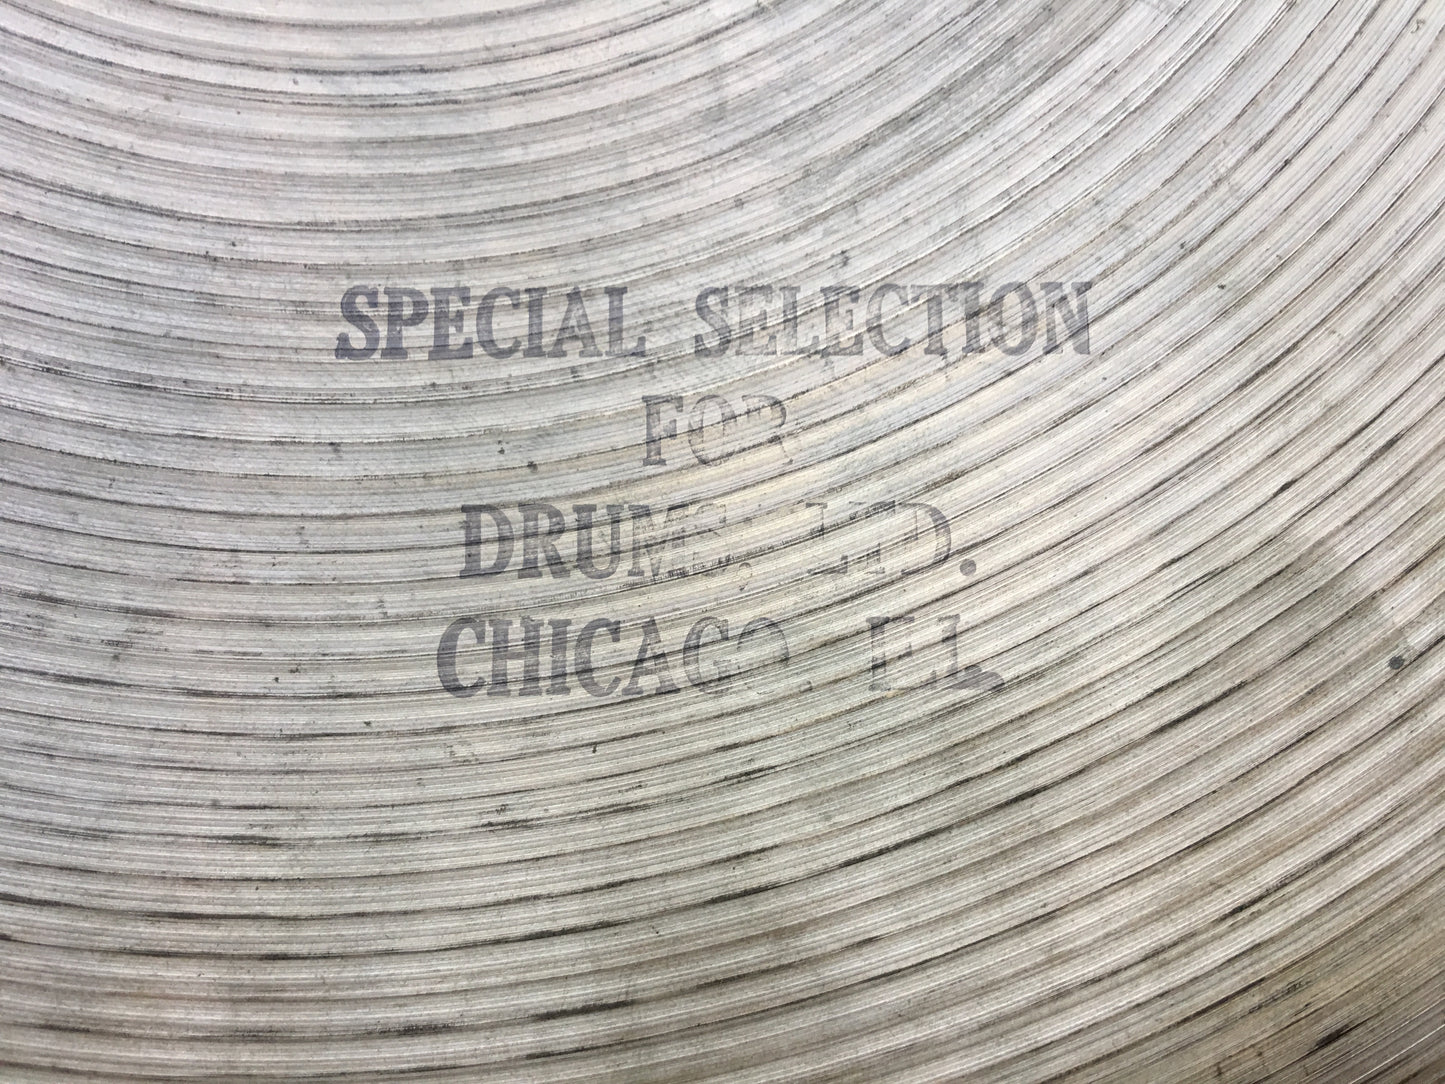 SPECIAL SELECTION
FOR
DRUMS, LTD.
CHICAGO, ILL